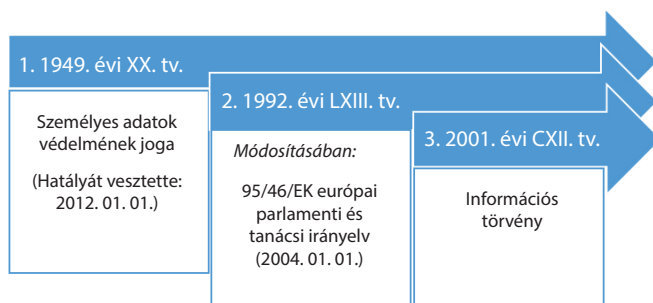 1. 1949. évi XX. tv.
Személyes adatok
védelmének joga
(Hatályát vesztette:
2012. 01. 01.)
2. 1992. évi LXIII. tv.
Módosításában:
95/46/EK európai
parlamenti és
tanácsi irányelv
(2004. 01. 01.)
3. 2001. évi CXII. tv.
Információs
törvény